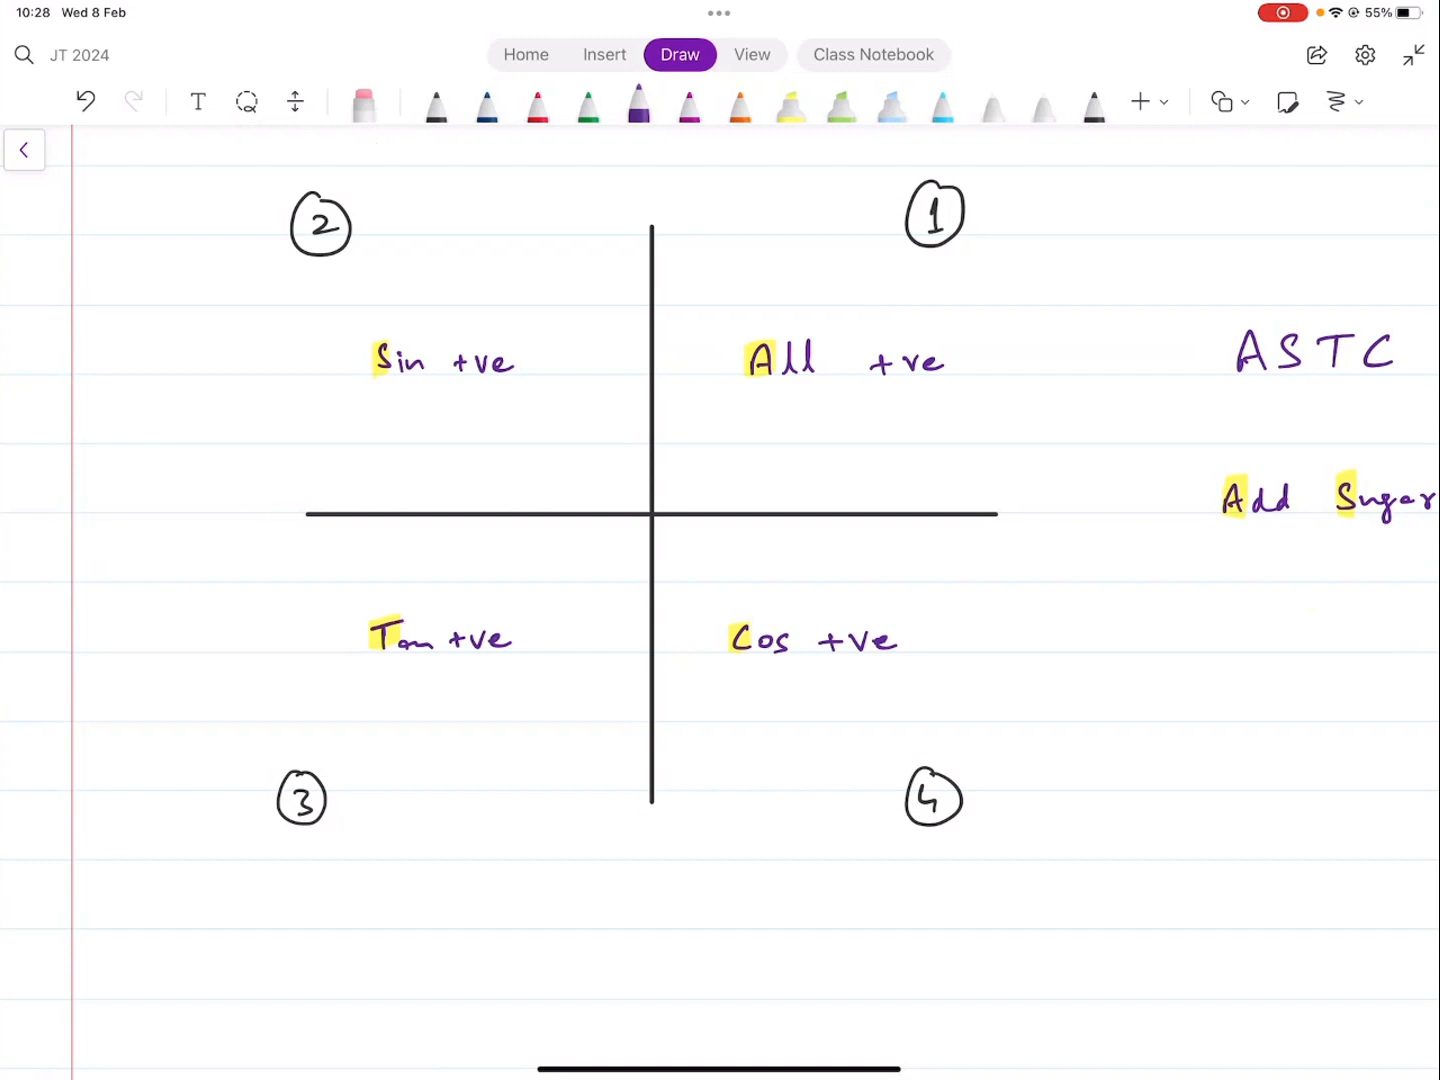 10:28 Wed 8 Feb
55%
JT 2024
Home Insert Draw View Class Notebook
T
2 1
Sin +ve All +ve ASTC
Add Sugar
Tan +ve Cos +ve
3 4